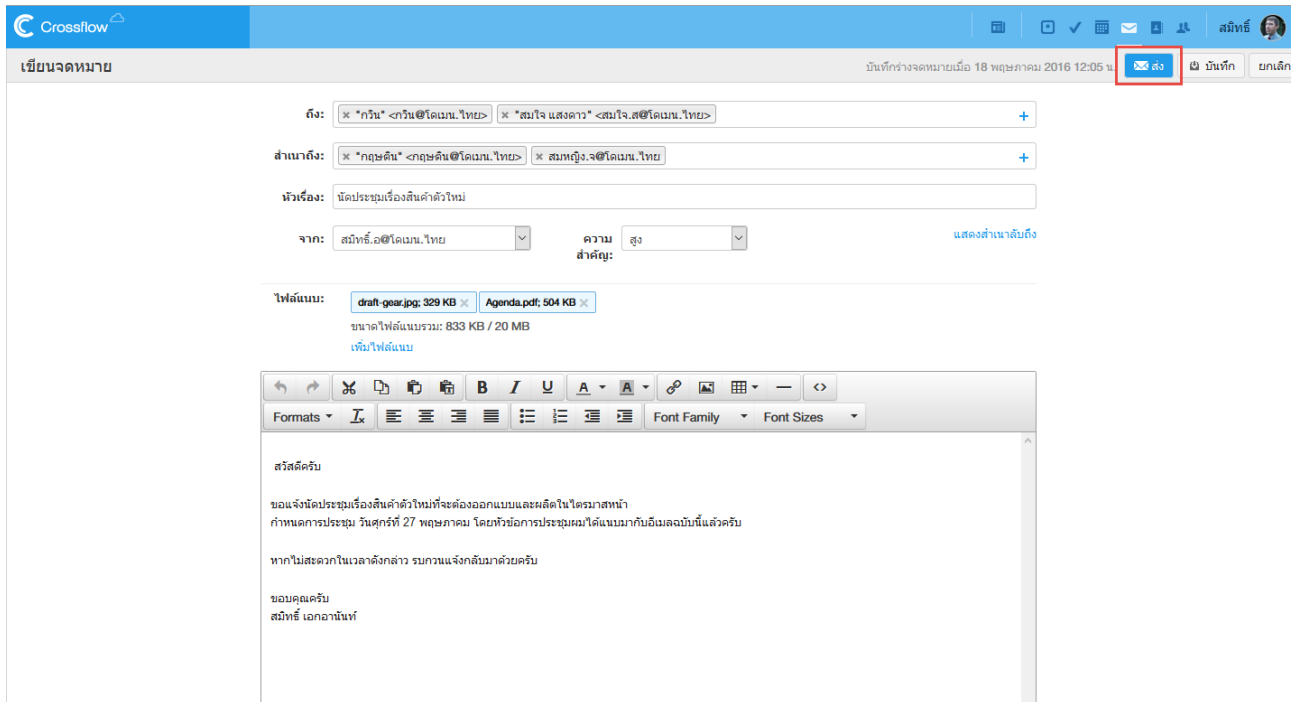 Crossflow
สมิทธิ์
เขียนจดหมาย
บันทึกร่างจดหมายเมื่อ 18 พฤษภาคม 2016 12:05 น.
ส่ง
บันทึก
ยกเลิก
ถึง: "กวิน" <กวิน@โดเมน.ไทย> "สมใจ แสงดาว" <สมใจ.ส@โดเมน.ไทย>
สำเนาถึง: "กฤษดิน" <กฤษดิน@โดเมน.ไทย> สมหญิง.จ@โดเมน.ไทย
หัวเรื่อง: นัดประชุมเรื่องสินค้าตัวใหม่
จาก: สมิทธิ์.อ@โดเมน.ไทย
ความ
สำคัญ:
สูง
แสดงสำเนาลับถึง
ไฟล์แนบ: draft-gear.jpg; 329 KB Agenda.pdf; 504 KB
ขนาดไฟล์แนบรวม: 833 KB / 20 MB
เพิ่มไฟล์แนบ
B I U A A
Formats Font Family Font Sizes
สวัสดีครับ
ขอแจ้งนัดประชุมเรื่องสินค้าตัวใหม่ที่จะต้องออกแบบและผลิตในไตรมาสหน้า
กำหนดการประชุม วันศุกร์ที่ 27 พฤษภาคม โดยหัวข้อการประชุมผมได้แนบมากับอีเมลฉบับนี้แล้วครับ
หากไม่สะดวกในเวลาดังกล่าว รบกวนแจ้งกลับมาด้วยครับ
ขอบคุณครับ
สมิทธิ์ เอกอานันท์